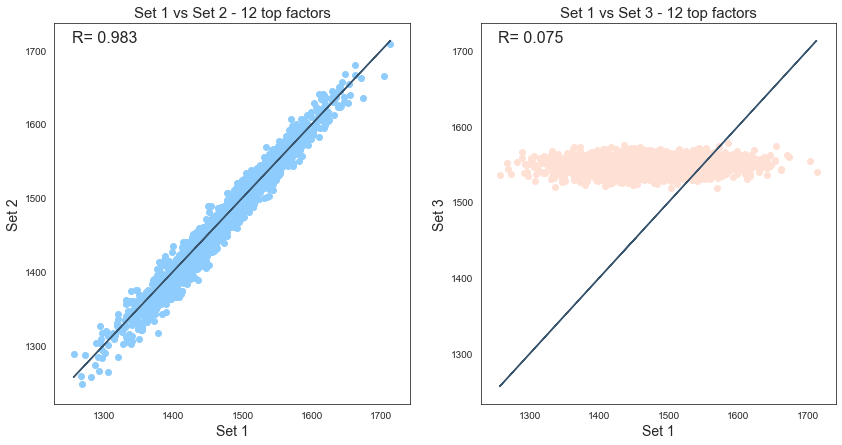 Set 1 vs Set 2 - 12 top factors
R= 0.983
1700
1600
1500
1400
1300
Set 2
1300 1400 1500 1600 1700
Set 1
Set 1 vs Set 3 - 12 top factors
R= 0.075
1700
1600
1500
1400
1300
Set 3
1300 1400 1500 1600 1700
Set 1